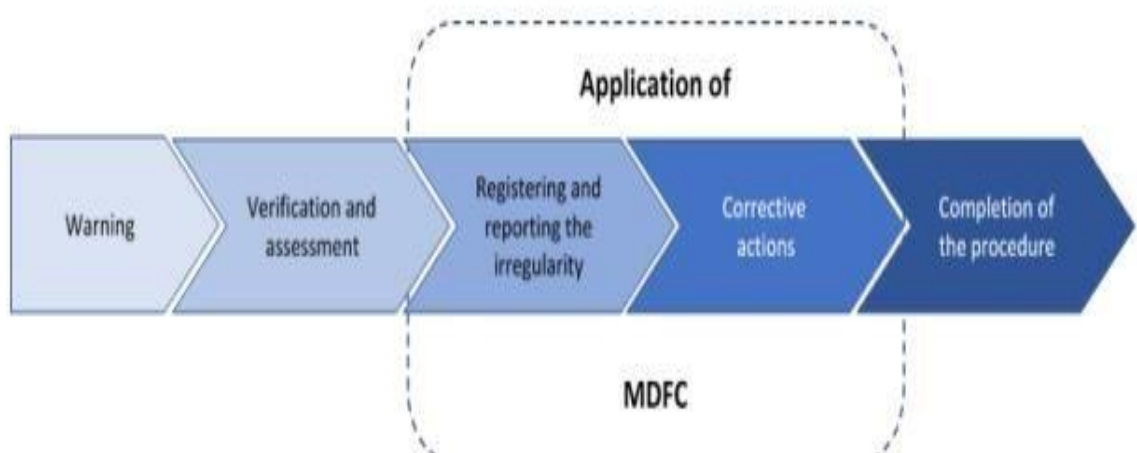 Application of
Warning
Verification and
assessment
Registering and
reporting the
irregularity
Corrective
actions
Completion of
the procedure
MDFC